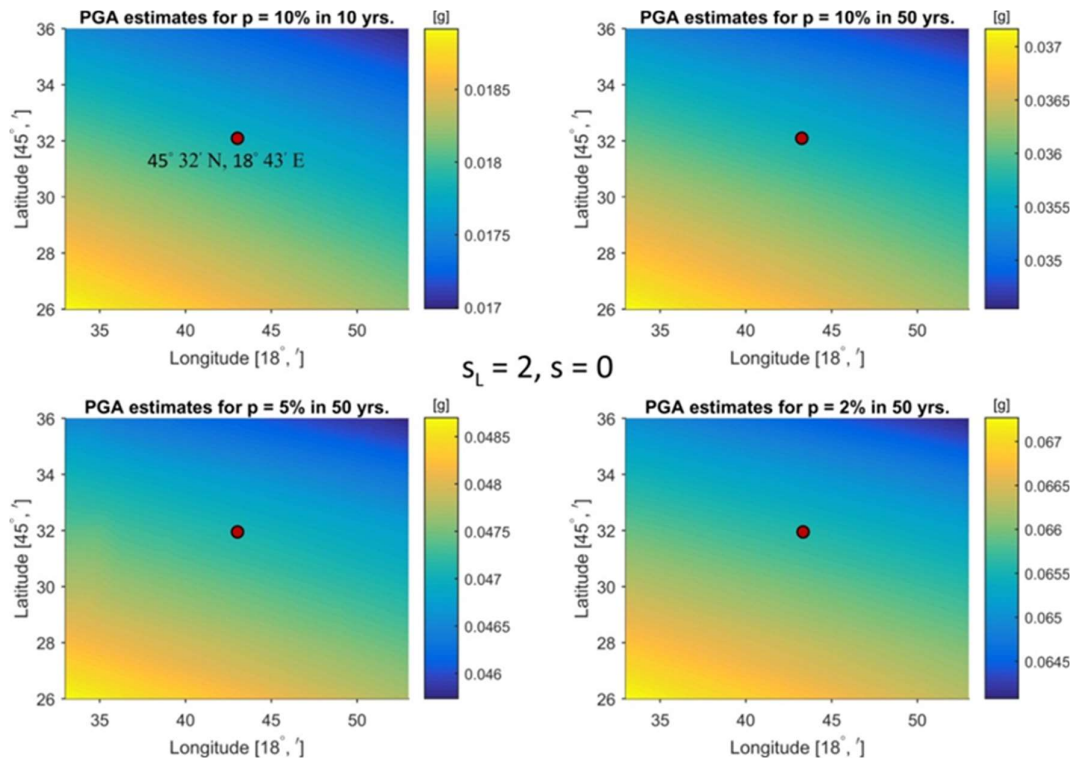 PGA estimates for p = 10% in 10 yrs. [g]
36
34
32
30
28
26
Latitude [45°, ′]
45° 32′ N, 18° 43′ E
35 40 45 50
Longitude [18°, ′]
0.0185
0.018
0.0175
0.017
PGA estimates for p = 10% in 50 yrs. [g]
36
34
32
30
28
26
Latitude [45°, ′]
35 40 45 50
Longitude [18°, ′]
0.037
0.0365
0.036
0.0355
0.035
s_L = 2, s = 0
PGA estimates for p = 5% in 50 yrs. [g]
36
34
32
30
28
26
Latitude [45°, ′]
35 40 45 50
Longitude [18°, ′]
0.0485
0.048
0.0475
0.047
0.0465
0.046
PGA estimates for p = 2% in 50 yrs. [g]
36
34
32
30
28
26
Latitude [45°, ′]
35 40 45 50
Longitude [18°, ′]
0.067
0.0665
0.066
0.0655
0.065
0.0645